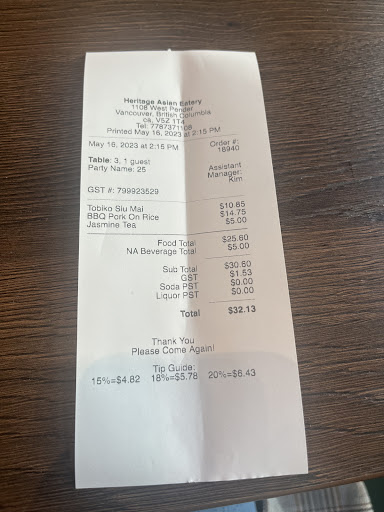 Heritage Asian Eatery
1108 West Pender
Vancouver, British Columbia
ca, V5Z 1T4
Tel: 7787371108
Printed May 16, 2023 at 2:15 PM
May 16, 2023 at 2:15 PM Order #: 18940
Table: 3, 1 guest
Party Name: 25
Assistant Manager: Kim
GST #: 799923529
Tobiko Siu Mai $10.85
BBQ Pork On Rice $14.75
Jasmine Tea $5.00
Food Total $25.60
NA Beverage Total $5.00
Sub Total $30.60
GST $1.53
Soda PST $0.00
Liquor PST $0.00
Total $32.13
Thank You
Please Come Again!
Tip Guide:
15%=$4.82 18%=$5.78 20%=$6.43